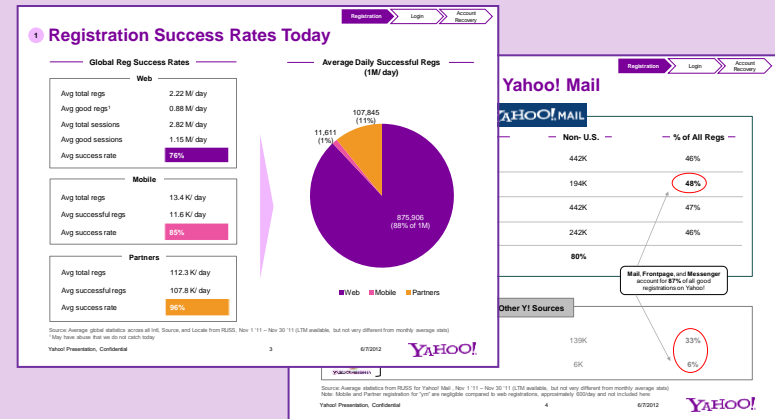 Registration
Login
Account
Recovery
1 Registration Success Rates Today
Global Reg Success Rates
Web
Avg total regs 2.22 M/ day
Avg good regs¹ 0.88 M/ day
Avg total sessions 2.82 M/ day
Avg good sessions 1.15 M/ day
Avg success rate 76%
Mobile
Avg total regs 13.4 K/ day
Avg successful regs 11.6 K/ day
Avg success rate 85%
Partners
Avg total regs 112.3 K/ day
Avg successful regs 107.8 K/ day
Avg success rate 96%
Average Daily Successful Regs
(1M/ day)
107,845
(11%)
11,611
(1%)
875,906
(88% of 1M)
Web Mobile Partners
Source: Average global statistics across all Intl, Source, and Locale from RUSS, Nov 1 '11 – Nov 30 '11 (LTM available, but not very different from monthly average stats)
¹ May have abuse that we do not catch today
Yahoo! Presentation, Confidential 3 6/7/2012
YAHOO!
Registration
Login
Account
Recovery
Yahoo! Mail
YAHOO! MAIL
Non- U.S. % of All Regs
442K 46%
194K 48%
442K 47%
242K 46%
80%
Mail, Frontpage, and Messenger
account for 87% of all good
registrations on Yahoo!
Other Y! Sources
139K 33%
6K 6%
Source: Average statistics from RUSS for Yahoo! Mail , Nov 1 '11 – Nov 30 '11 (LTM available, but not very different from monthly average stats)
Note: Mobile and Partner registration for "ym" are negligible compared to web registrations, approximately 600/day and not included here
Yahoo! Presentation, Confidential 4 6/7/2012
YAHOO!